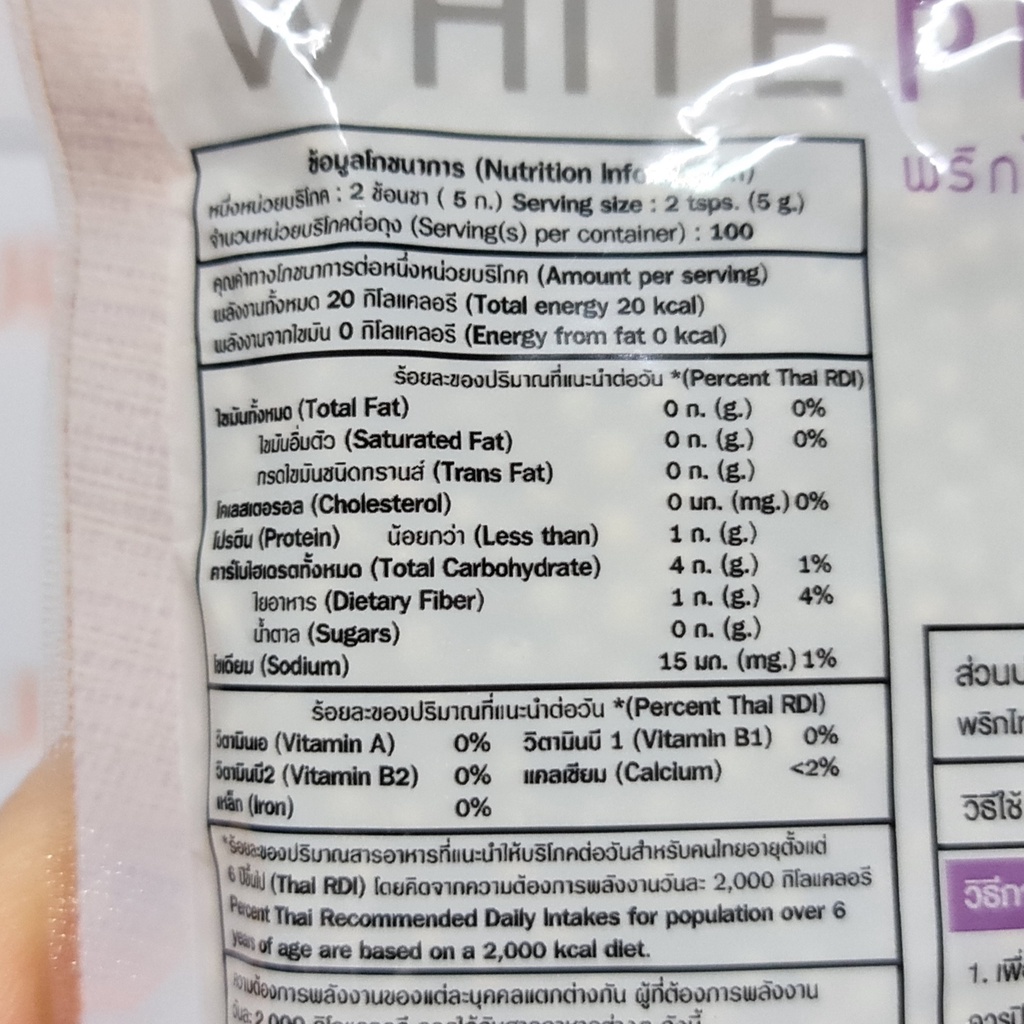 WHITE P
พริก
ข้อมูลโภชนาการ (Nutrition Info
หนึ่งหน่วยบริโภค : 2 ช้อนชา ( 5 ก.) Serving size : 2 tsps. (5 g.)
จำนวนหน่วยบริโภคต่อถุง (Serving(s) per container) : 100
คุณค่าทางโภชนาการต่อหนึ่งหน่วยบริโภค (Amount per serving)
พลังงานทั้งหมด 20 กิโลแคลอรี (Total energy 20 kcal)
พลังงานจากไขมัน 0 กิโลแคลอรี (Energy from fat 0 kcal)
ร้อยละของปริมาณที่แนะนำต่อวัน *(Percent Thai RDI)
ไขมันทั้งหมด (Total Fat) 0 ก. (g.) 0%
ไขมันอิ่มตัว (Saturated Fat) 0 ก. (g.) 0%
กรดไขมันชนิดทรานส์ (Trans Fat) 0 ก. (g.)
โคเลสเตอรอล (Cholesterol) 0 มก. (mg.) 0%
โปรตีน (Protein) น้อยกว่า (Less than) 1 ก. (g.)
คาร์โบไฮเดรตทั้งหมด (Total Carbohydrate) 4 ก. (g.) 1%
ใยอาหาร (Dietary Fiber) 1 ก. (g.) 4%
น้ำตาล (Sugars) 0 ก. (g.)
โซเดียม (Sodium) 15 มก. (mg.) 1%
ร้อยละของปริมาณที่แนะนำต่อวัน *(Percent Thai RDI)
วิตามินเอ (Vitamin A) 0% วิตามินบี 1 (Vitamin B1) 0%
วิตามินบี2 (Vitamin B2) 0% แคลเซียม (Calcium) <2%
เหล็ก (Iron) 0%
*ร้อยละของปริมาณสารอาหารที่แนะนำให้บริโภคต่อวันสำหรับคนไทยอายุตั้งแต่
6 ปีขึ้นไป (Thai RDI) โดยคิดจากความต้องการพลังงานวันละ 2,000 กิโลแคลอรี
Percent Thai Recommended Daily Intakes for population over 6
years of age are based on a 2,000 kcal diet.
ความต้องการพลังงานของแต่ละบุคคลแตกต่างกัน ผู้ที่ต้องการพลังงาน
วันละ 2,000
ส่วน
พริกไท
วิธีใช้
วิธี
1. เพื่